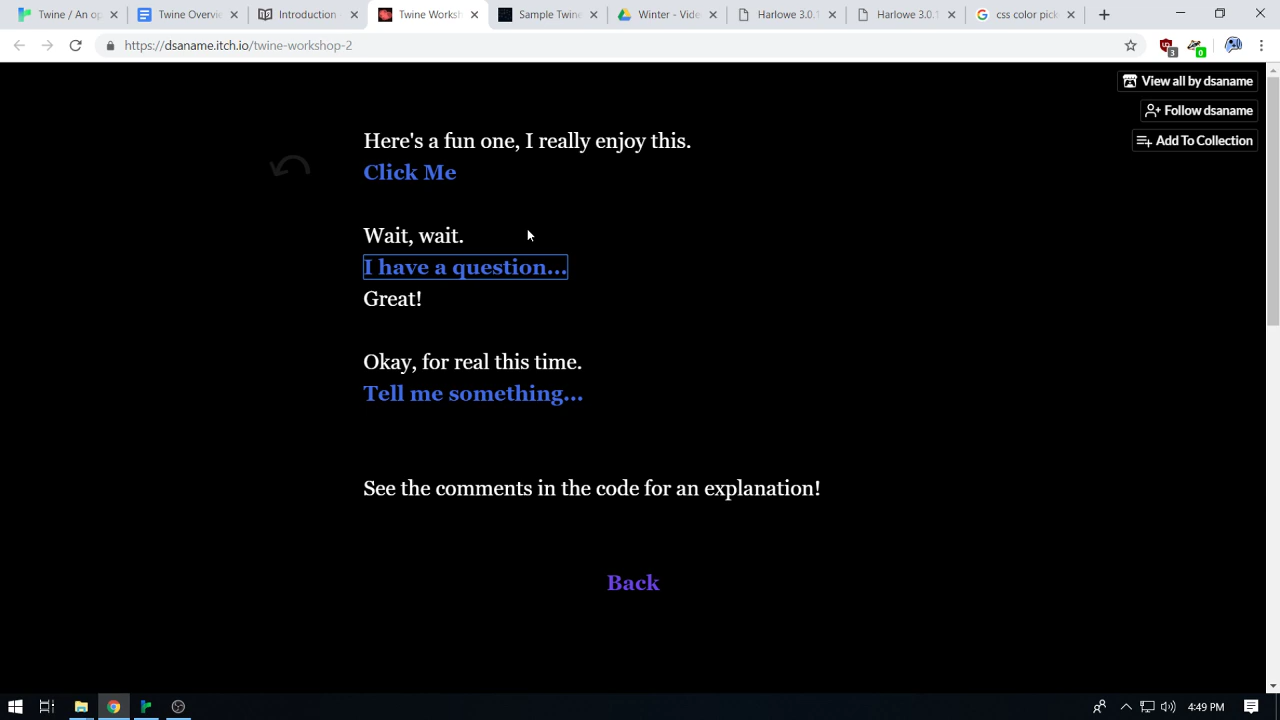 Twine / An op
Twine Overvi
Introduction
Twine Worksh
Sample Twine
Winter - Vide
Harlowe 3.0.
Harlowe 3.0.1
css color pick
https://dsaname.itch.io/twine-workshop-2
3
0
View all by dsaname
Follow dsaname
Add To Collection
Here's a fun one, I really enjoy this.
Click Me
Wait, wait.
I have a question...
Great!
Okay, for real this time.
Tell me something...
See the comments in the code for an explanation!
Back
4:49 PM